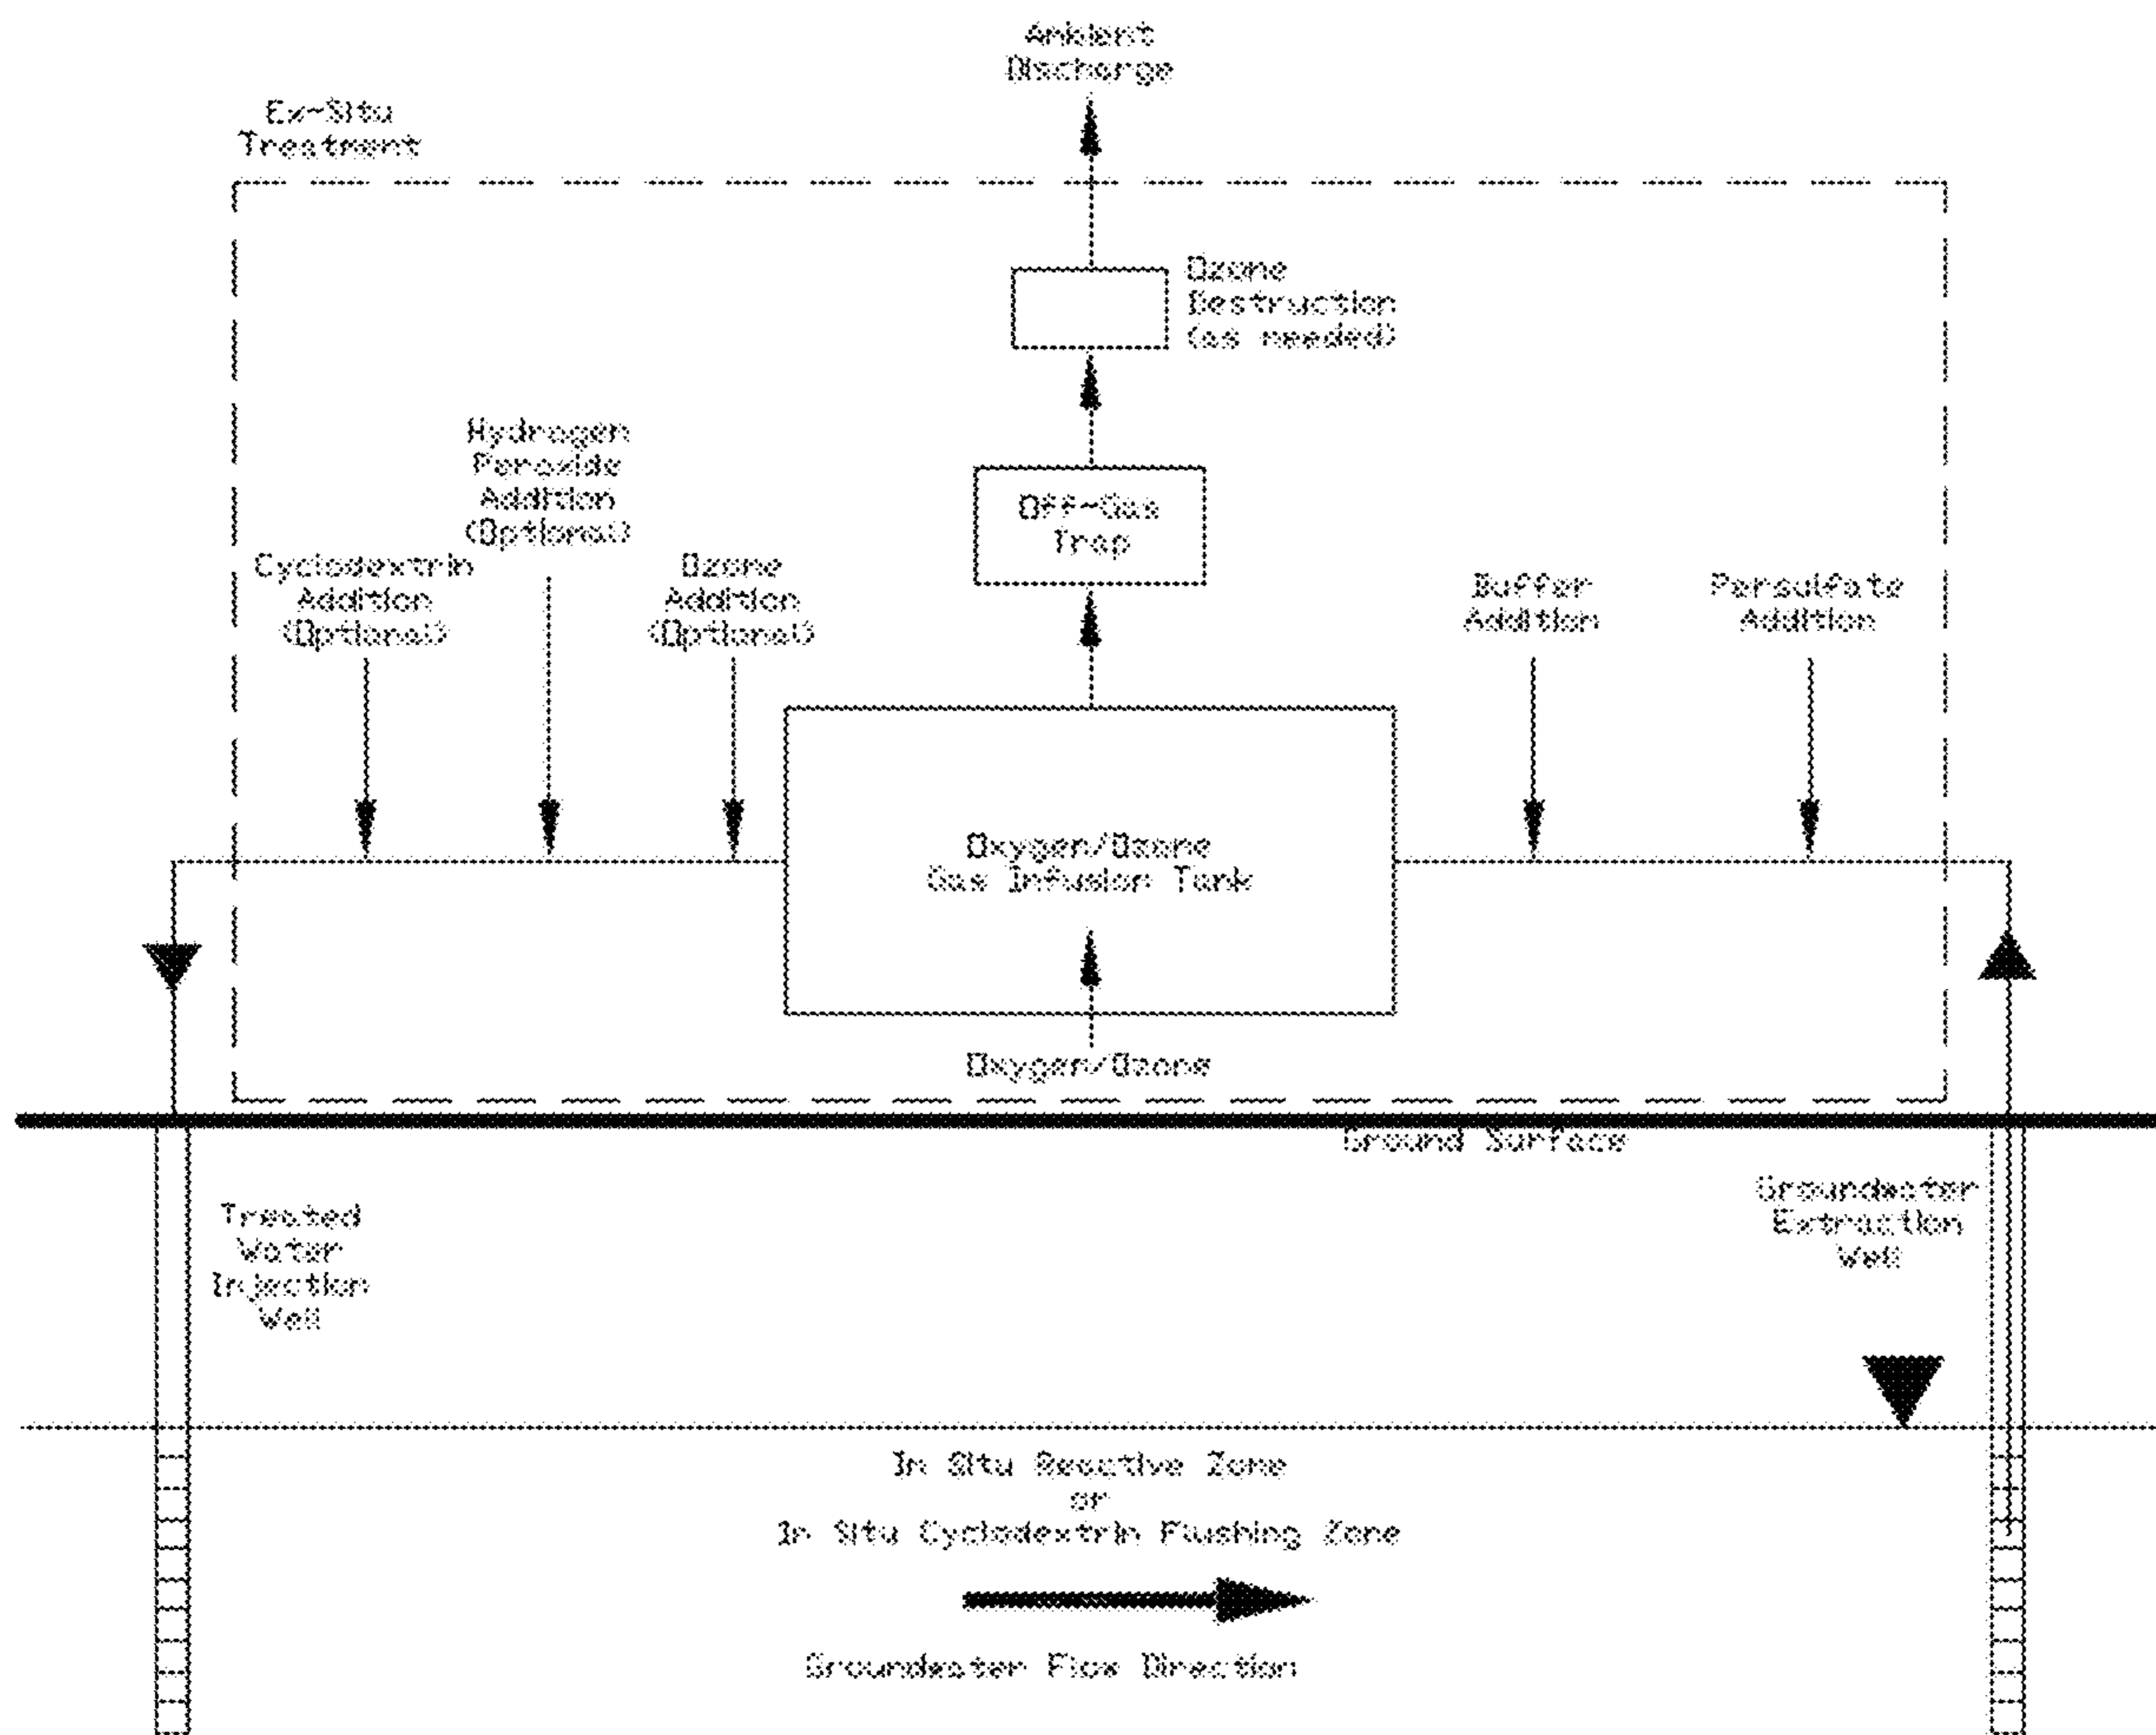 Ambient
Discharge
Ex-Situ
Treatment
Ozone
Destruction
(as needed)
Hydrogen
Peroxide
Addition
(Optional)
Off-Gas
Trap
Cyclodextrin
Addition
(Optional)
Ozone
Addition
(Optional)
Buffer
Addition
Persulfate
Addition
Oxygen/Ozone
Gas Infusion Tank
Oxygen/Ozone
Ground Surface
Treated
Water
Injection
Well
Groundwater
Extraction
Well
In Situ Reactive Zone
or
In Situ Cyclodextrin Flushing Zone
Groundwater Flow Direction